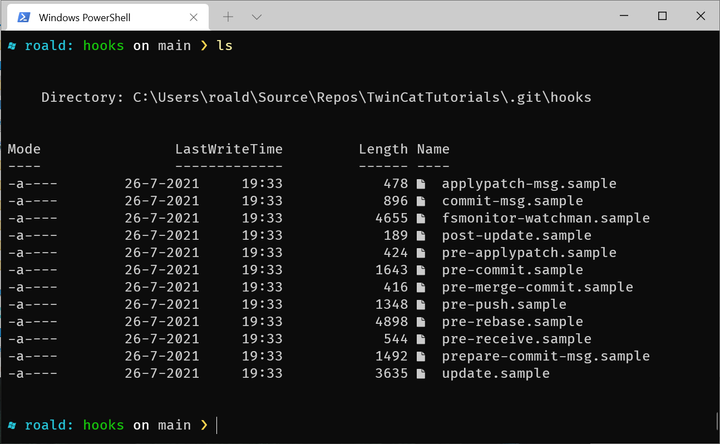 Windows PowerShell
roald: hooks on main ❯ ls
Directory: C:\Users\roald\Source\Repos\TwinCatTutorials\.git\hooks
Mode LastWriteTime Length Name
---- ------------- ------ ----
-a---- 26-7-2021 19:33 478 applypatch-msg.sample
-a---- 26-7-2021 19:33 896 commit-msg.sample
-a---- 26-7-2021 19:33 4655 fsmonitor-watchman.sample
-a---- 26-7-2021 19:33 189 post-update.sample
-a---- 26-7-2021 19:33 424 pre-applypatch.sample
-a---- 26-7-2021 19:33 1643 pre-commit.sample
-a---- 26-7-2021 19:33 416 pre-merge-commit.sample
-a---- 26-7-2021 19:33 1348 pre-push.sample
-a---- 26-7-2021 19:33 4898 pre-rebase.sample
-a---- 26-7-2021 19:33 544 pre-receive.sample
-a---- 26-7-2021 19:33 1492 prepare-commit-msg.sample
-a---- 26-7-2021 19:33 3635 update.sample
roald: hooks on main ❯